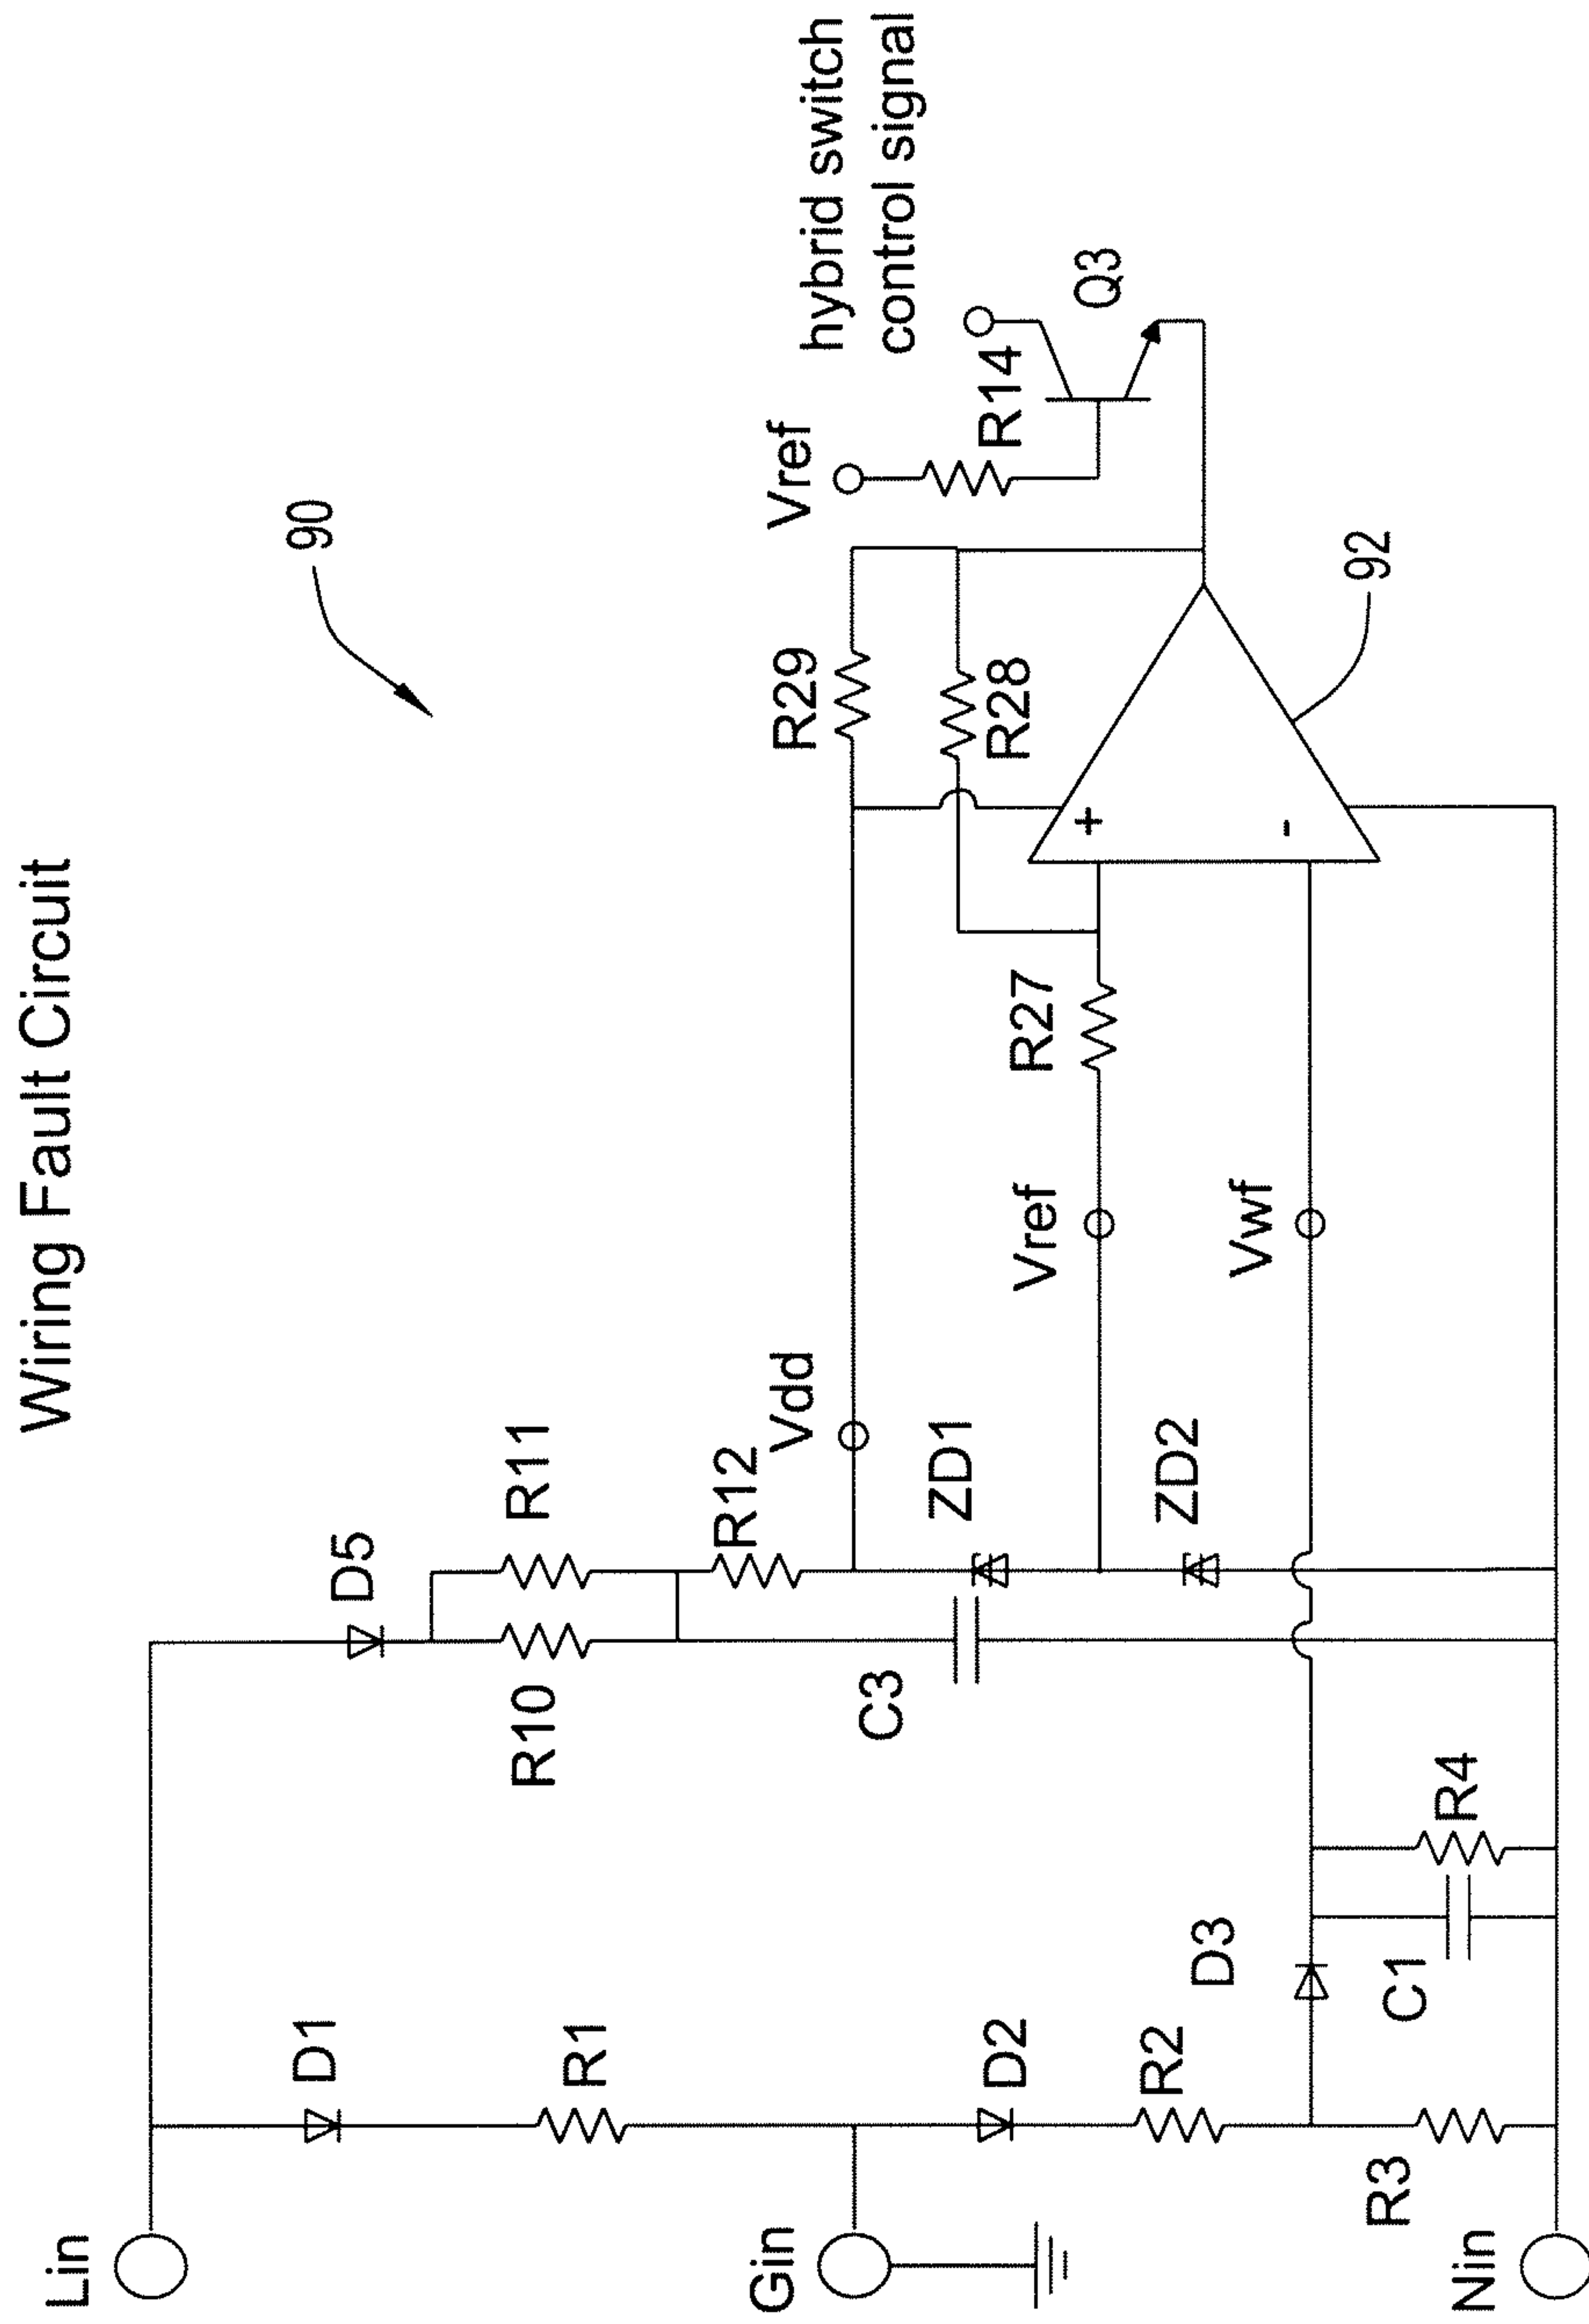 Wiring Fault Circuit
90
Lin
D1
R1
Gin
D2
R2
D3
R3
C1
R4
Nin
D5
R10
R11
R12
C3
Vdd
ZD1
ZD2
Vref
Vwf
R27
R29
R28
+
-
92
Vref
R14
Q3
hybrid switch
control signal